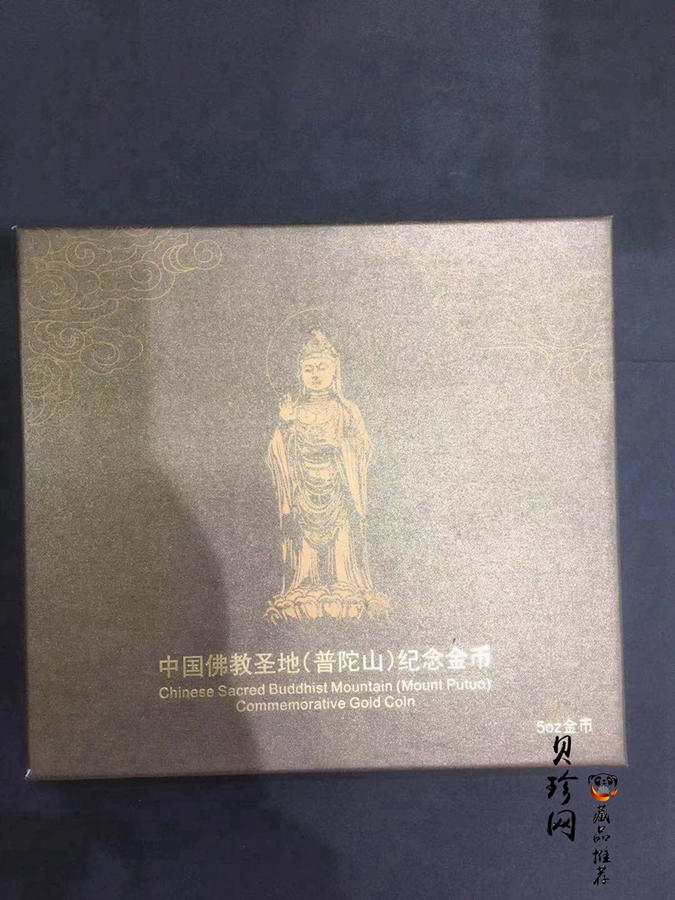 中国佛教圣地(普陀山)纪念金币
Chinese Sacred Buddhist Mountain (Mount Putuo)
Commemorative Gold Coin
5oz金币
贝珍网
藏品推荐